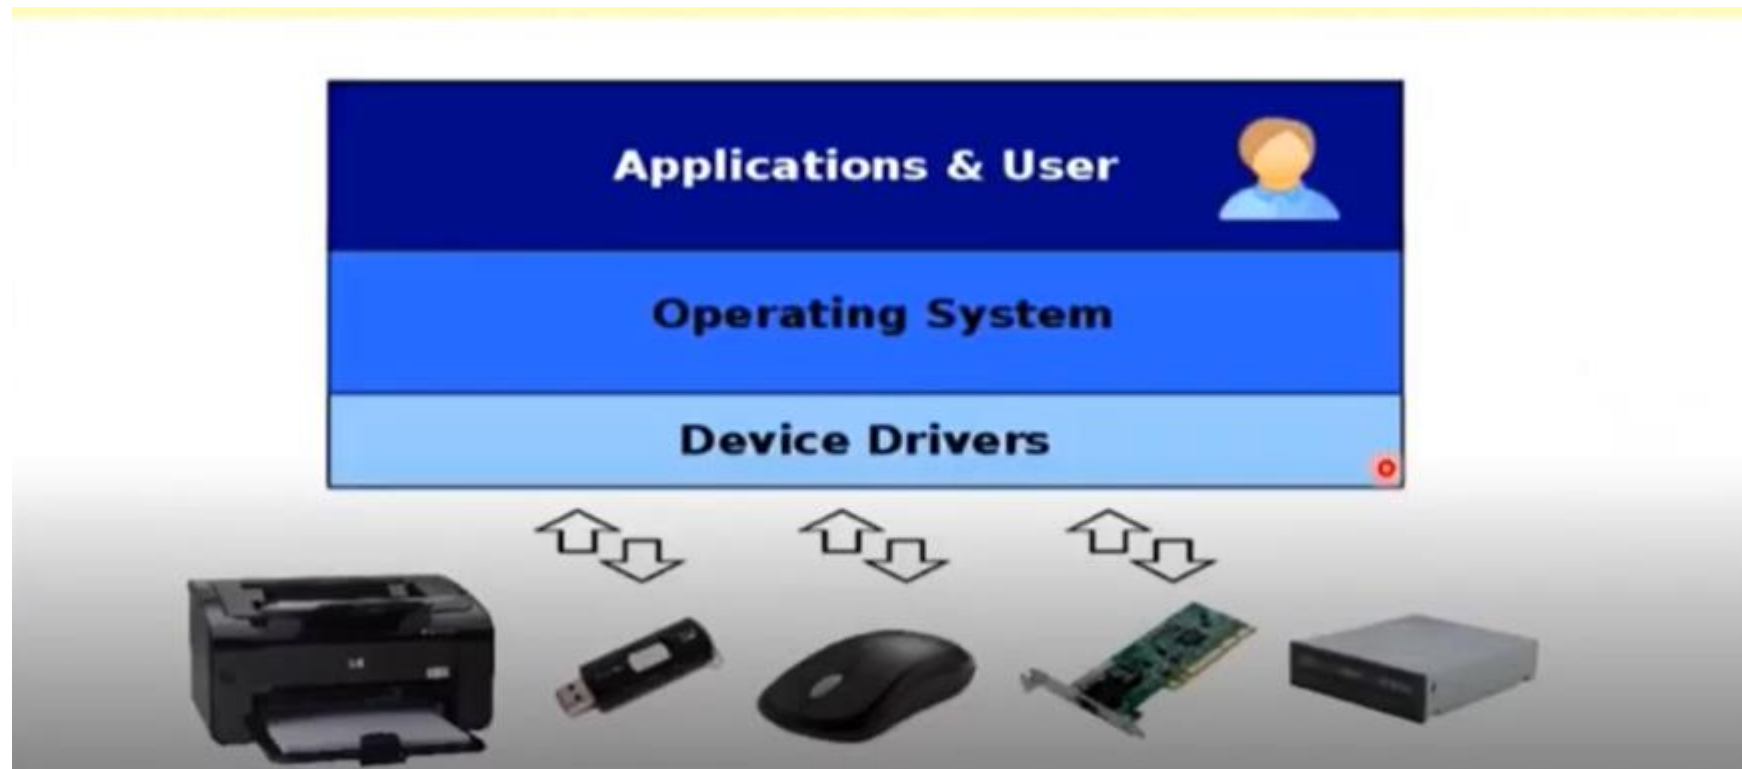 Applications & User
Operating System
Device Drivers